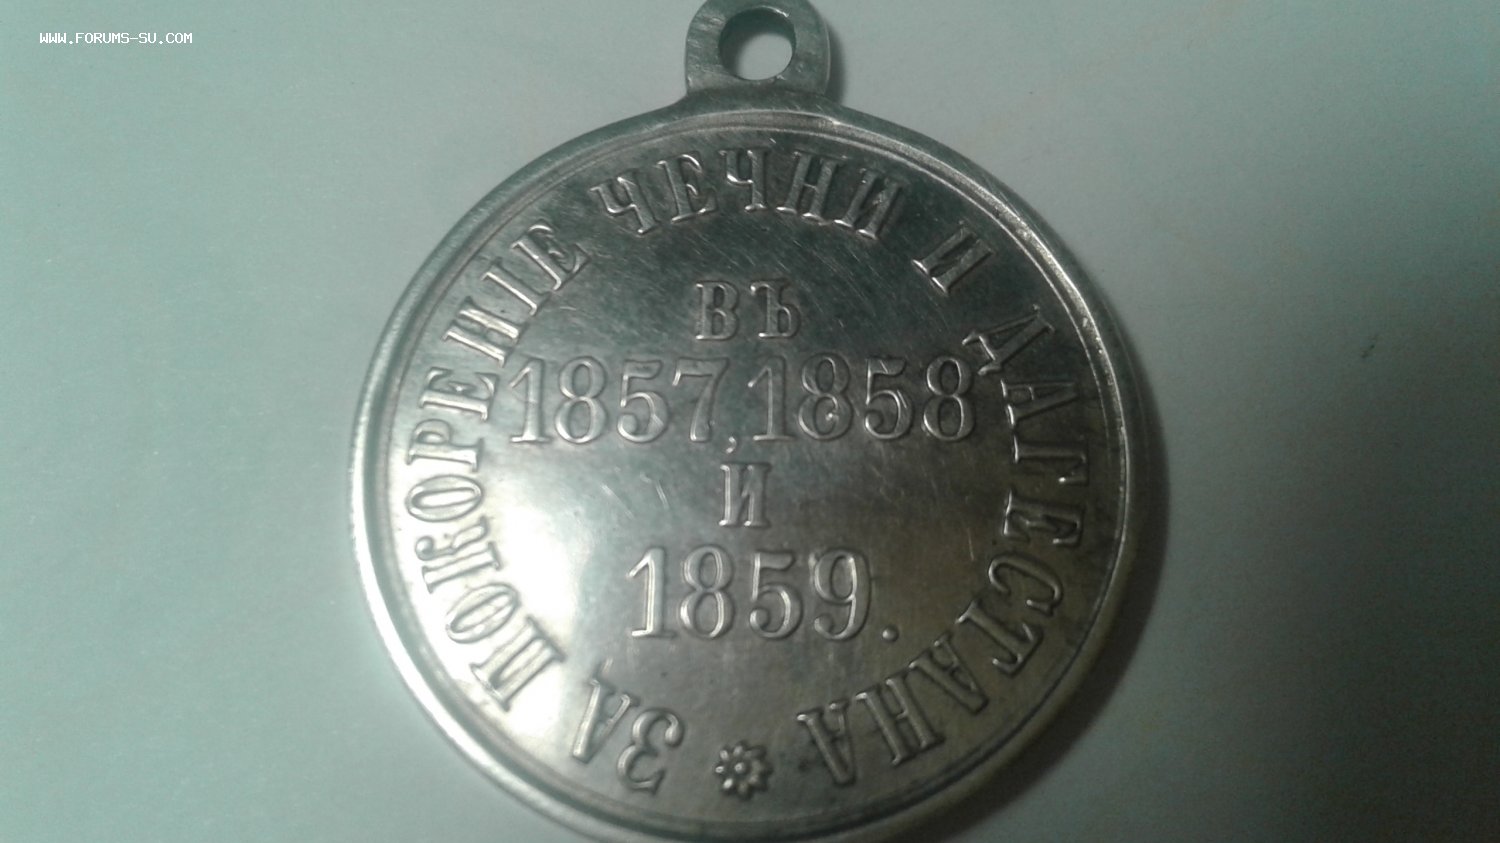 WWW.FORUMS-SU.COM
ЗА ПОКОРЕНІЕ ЧЕЧНИ И ДАГЕСТАНА
ВЪ
1857,1858
И
1859.